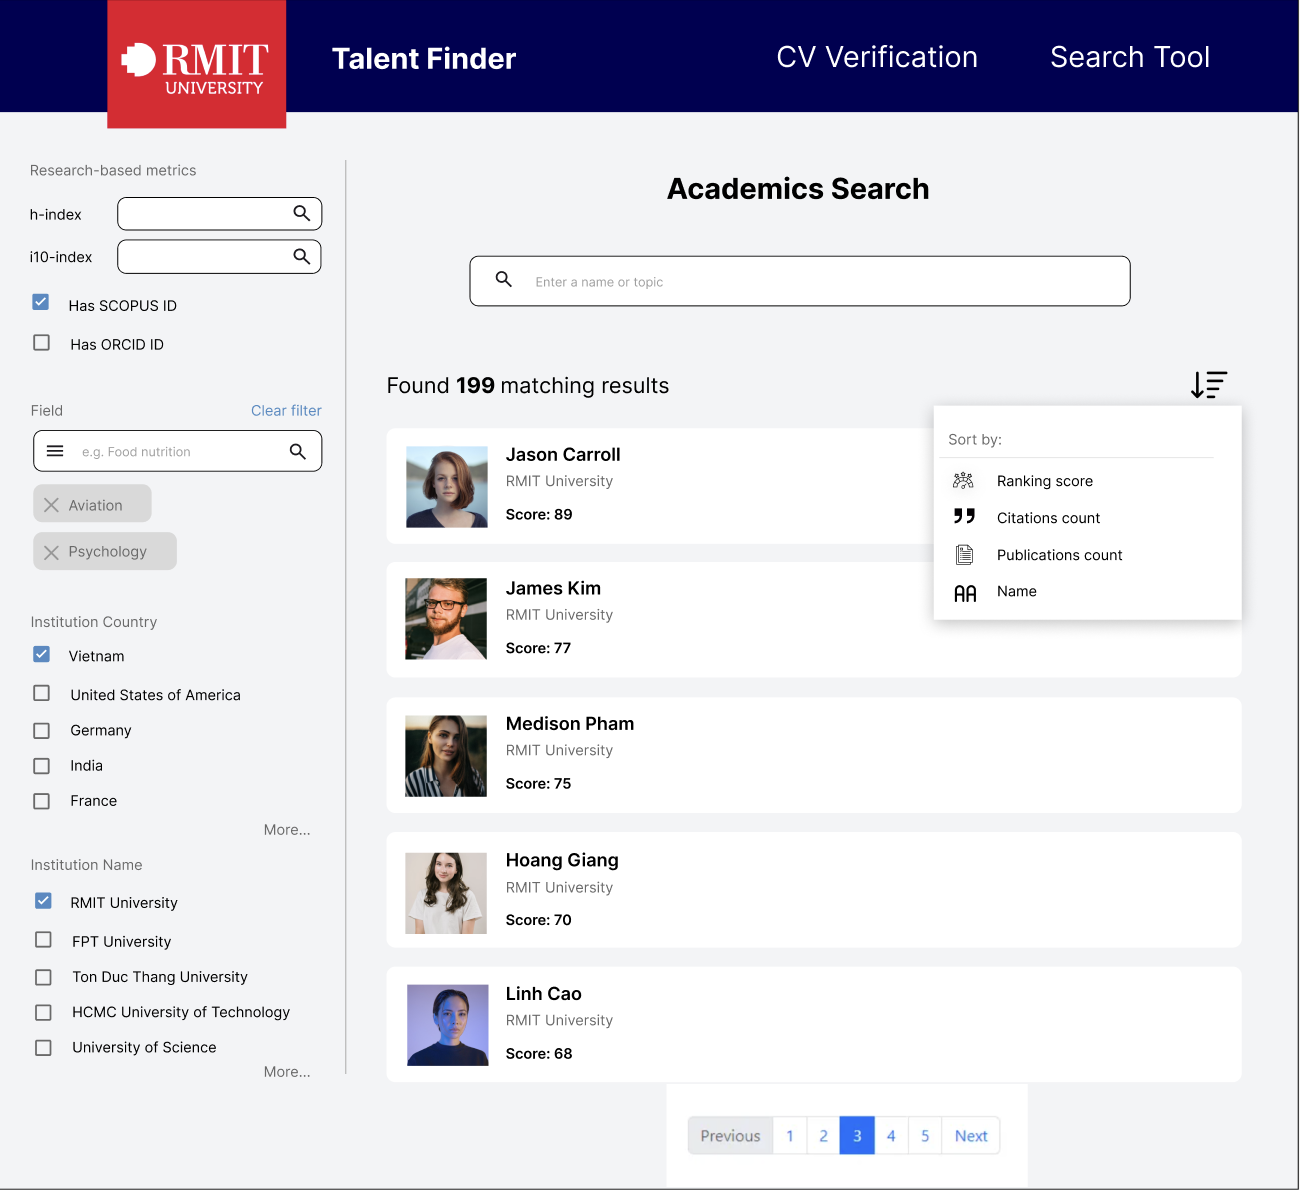 RMIT
UNIVERSITY
Talent Finder
CV Verification
Search Tool
Research-based metrics
h-index
i10-index
Has SCOPUS ID
Has ORCID ID
Field
Clear filter
e.g. Food nutrition
Aviation
Psychology
Institution Country
Vietnam
United States of America
Germany
India
France
More...
Institution Name
RMIT University
FPT University
Ton Duc Thang University
HCMC University of Technology
University of Science
More...
Academics Search
Enter a name or topic
Found 199 matching results
Sort by:
Ranking score
Citations count
Publications count
AA Name
Jason Carroll
RMIT University
Score: 89
James Kim
RMIT University
Score: 77
Medison Pham
RMIT University
Score: 75
Hoang Giang
RMIT University
Score: 70
Linh Cao
RMIT University
Score: 68
Previous 1 2 3 4 5 Next